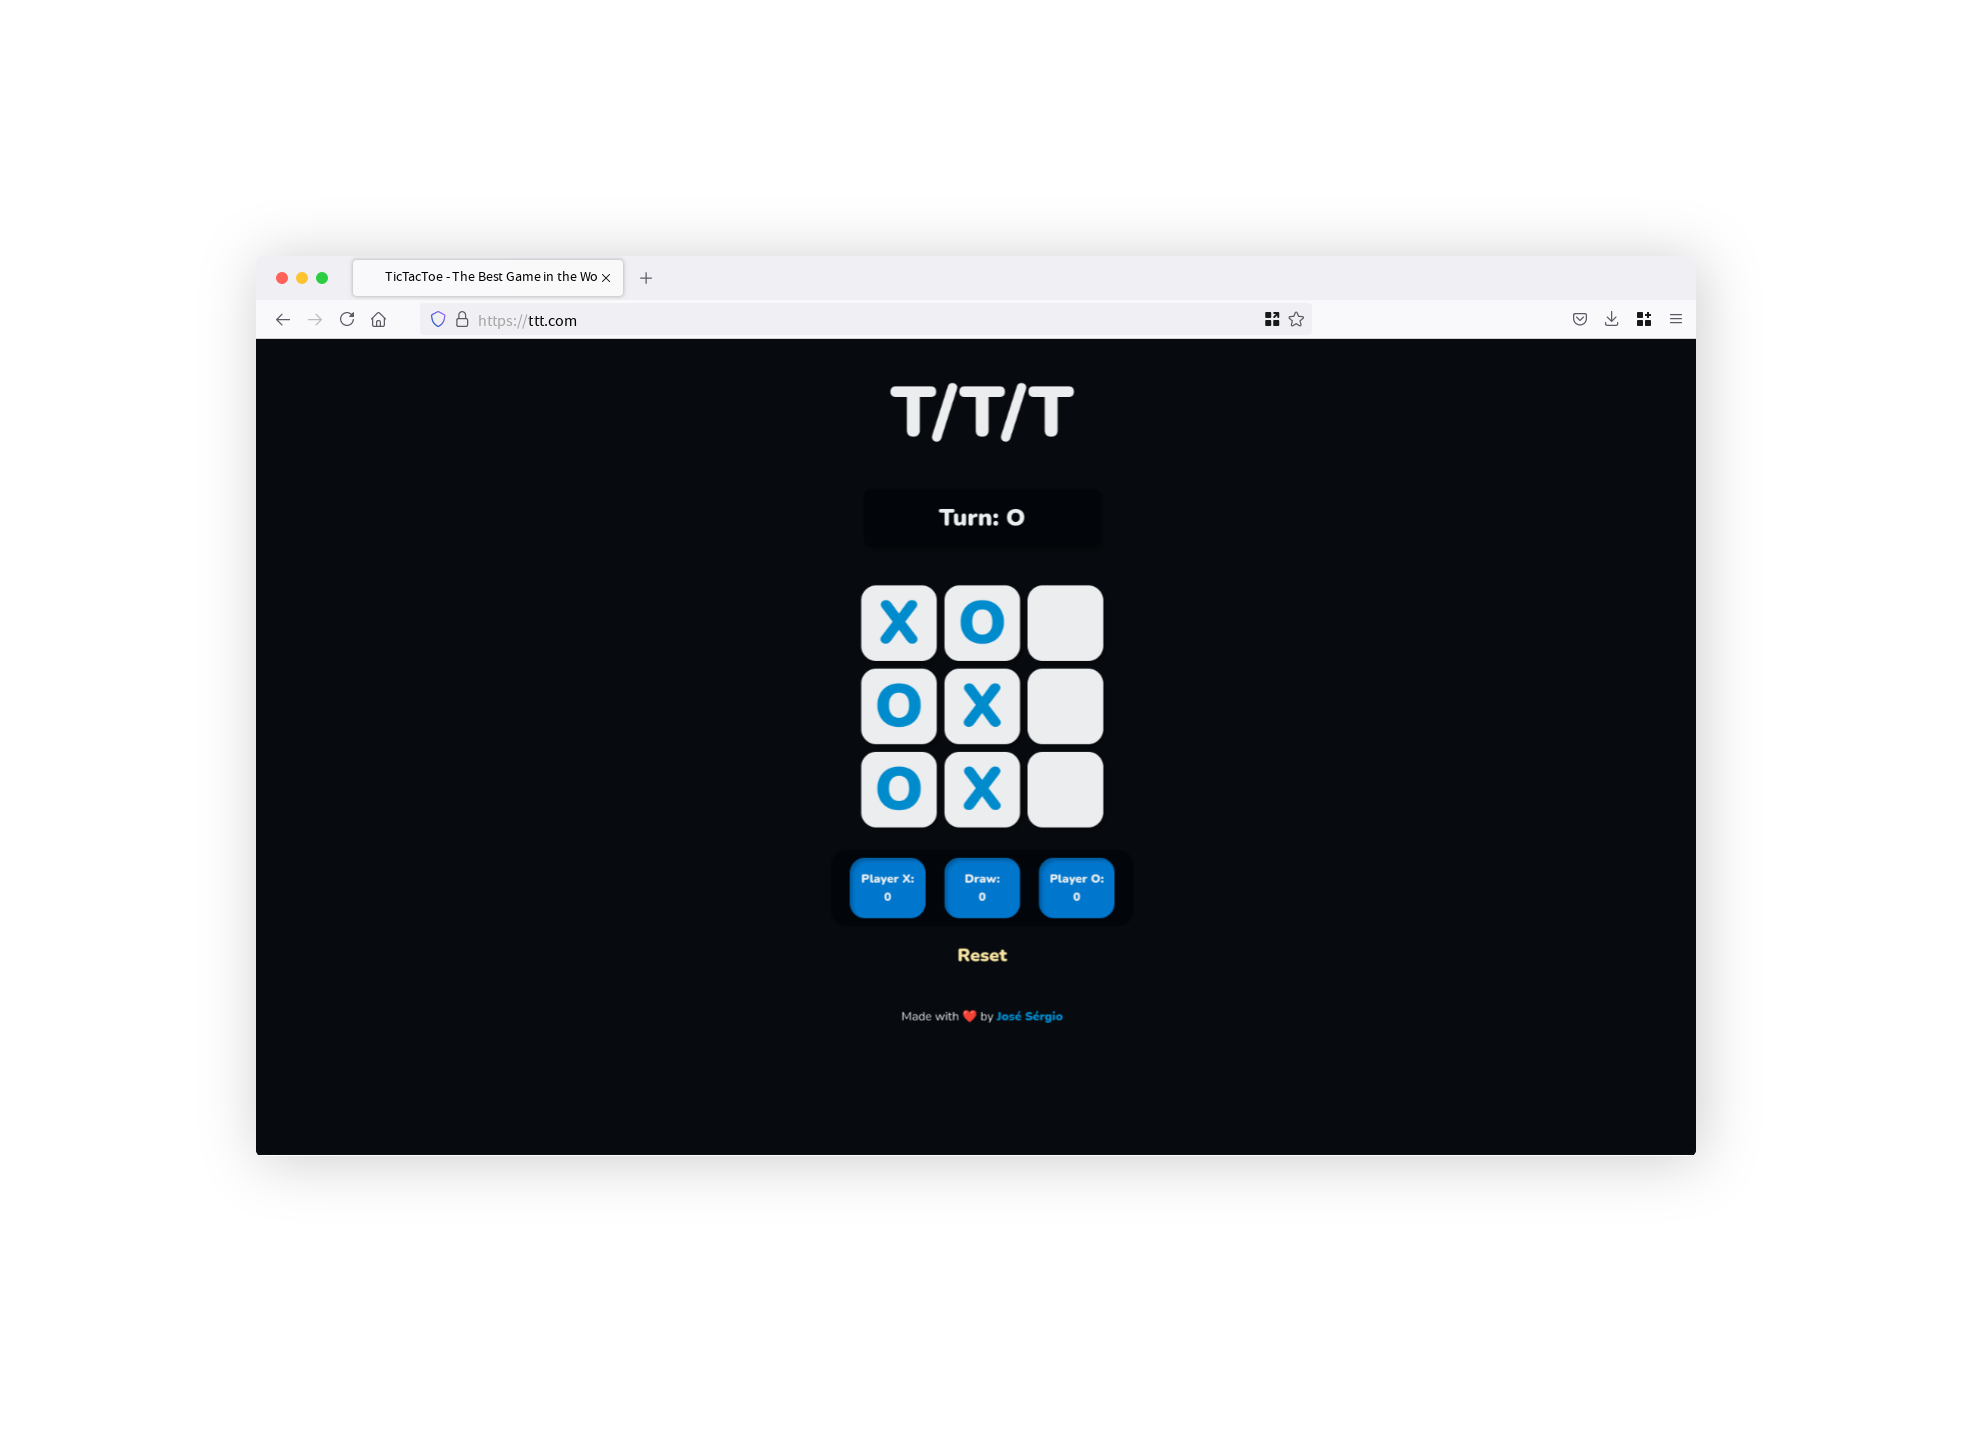 TicTacToe - The Best Game in the Wo
https://ttt.com
T/T/T
Turn: O
X O
O X
O X
Player X: Draw: Player O:
0 0 0
Reset
Made with ❤️ by José Sérgio